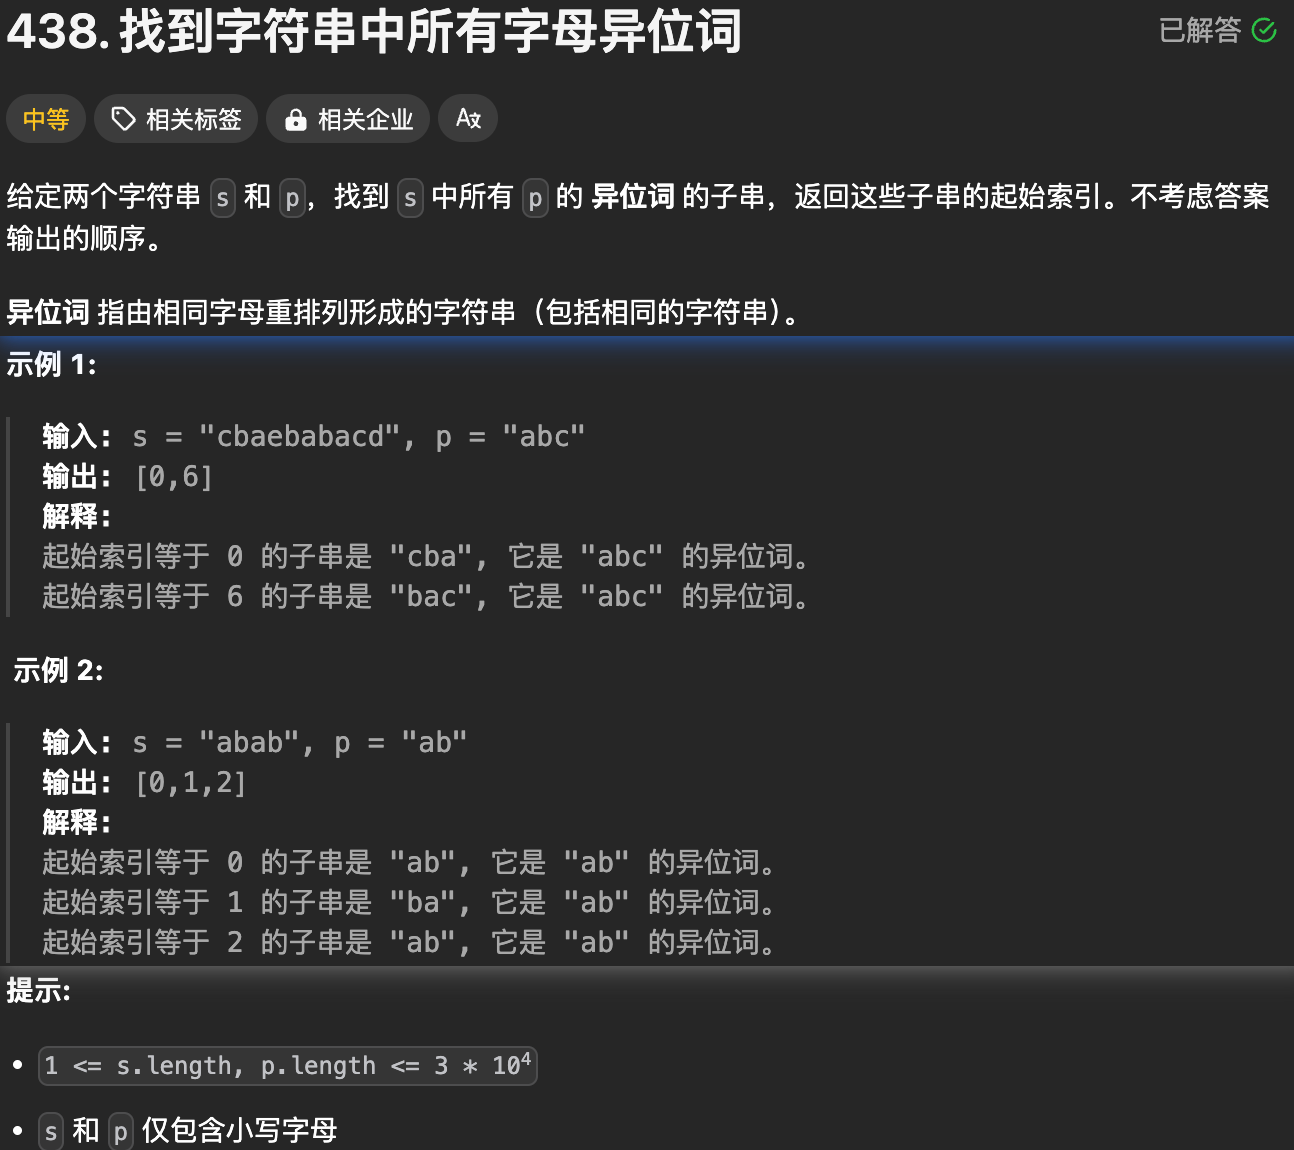 438. 找到字符串中所有字母异位词
已解答
中等 相关标签 相关企业 A文
给定两个字符串 s 和 p，找到 s 中所有 p 的 异位词 的子串，返回这些子串的起始索引。不考虑答案
输出的顺序。
异位词 指由相同字母重排列形成的字符串（包括相同的字符串）。
示例 1:
输入: s = "cbaebabacd", p = "abc"
输出: [0,6]
解释:
起始索引等于 0 的子串是 "cba", 它是 "abc" 的异位词。
起始索引等于 6 的子串是 "bac", 它是 "abc" 的异位词。
示例 2:
输入: s = "abab", p = "ab"
输出: [0,1,2]
解释:
起始索引等于 0 的子串是 "ab", 它是 "ab" 的异位词。
起始索引等于 1 的子串是 "ba", 它是 "ab" 的异位词。
起始索引等于 2 的子串是 "ab", 它是 "ab" 的异位词。
提示:
• 1 <= s.length, p.length <= 3 * 10⁴
• s 和 p 仅包含小写字母